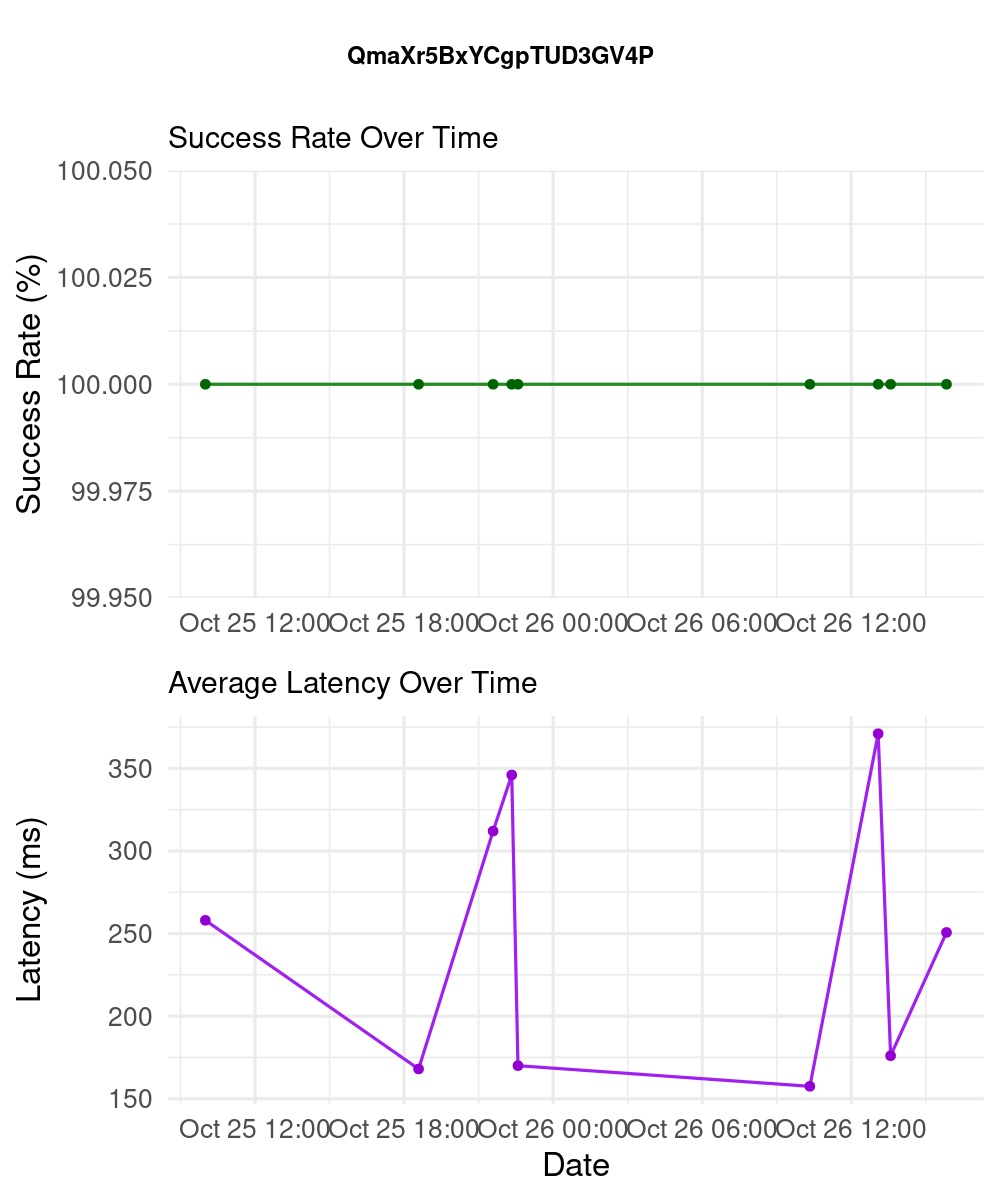 QmaXr5BxYCgpTUD3GV4P
Success Rate Over Time
Success Rate (%)
100.050
100.025
100.000
99.975
99.950
Oct 25 12:00 Oct 25 18:00 Oct 26 00:00 Oct 26 06:00 Oct 26 12:00
Average Latency Over Time
Latency (ms)
350
300
250
200
150
Oct 25 12:00 Oct 25 18:00 Oct 26 00:00 Oct 26 06:00 Oct 26 12:00
Date